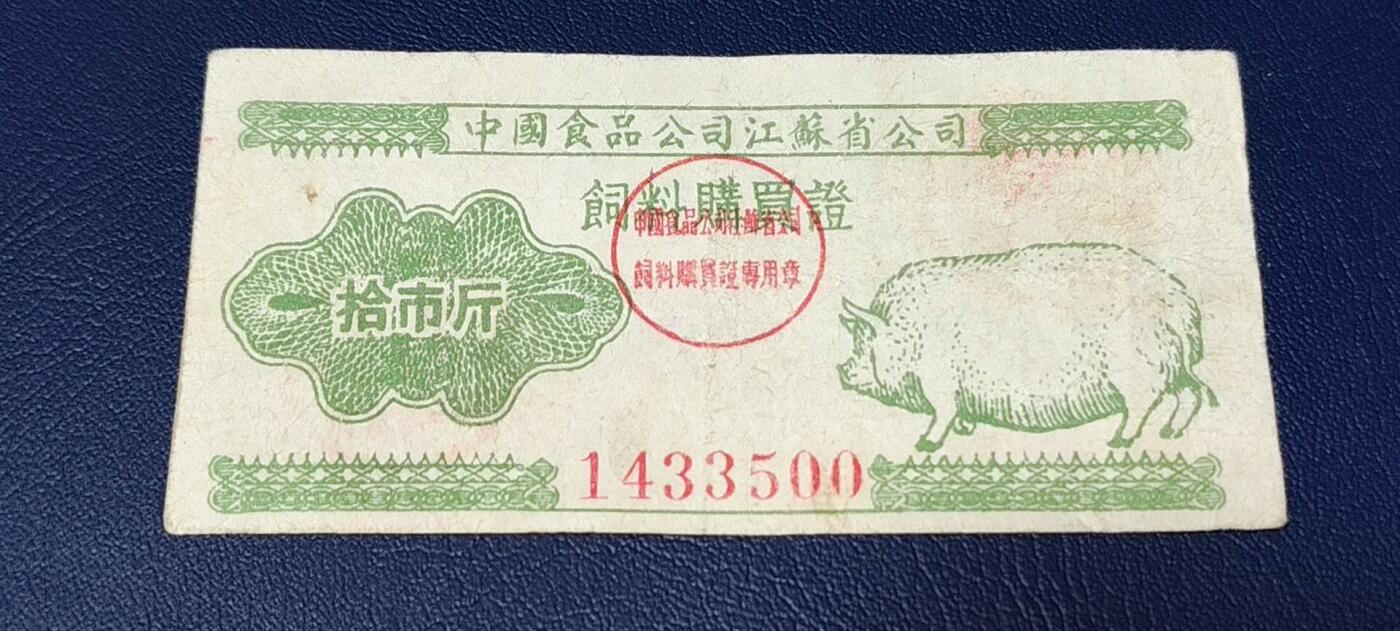 中國食品公司江蘇省公司
飼料購買證
中國食品公司江蘇省公司
飼料購買證專用章
拾市斤
1433500